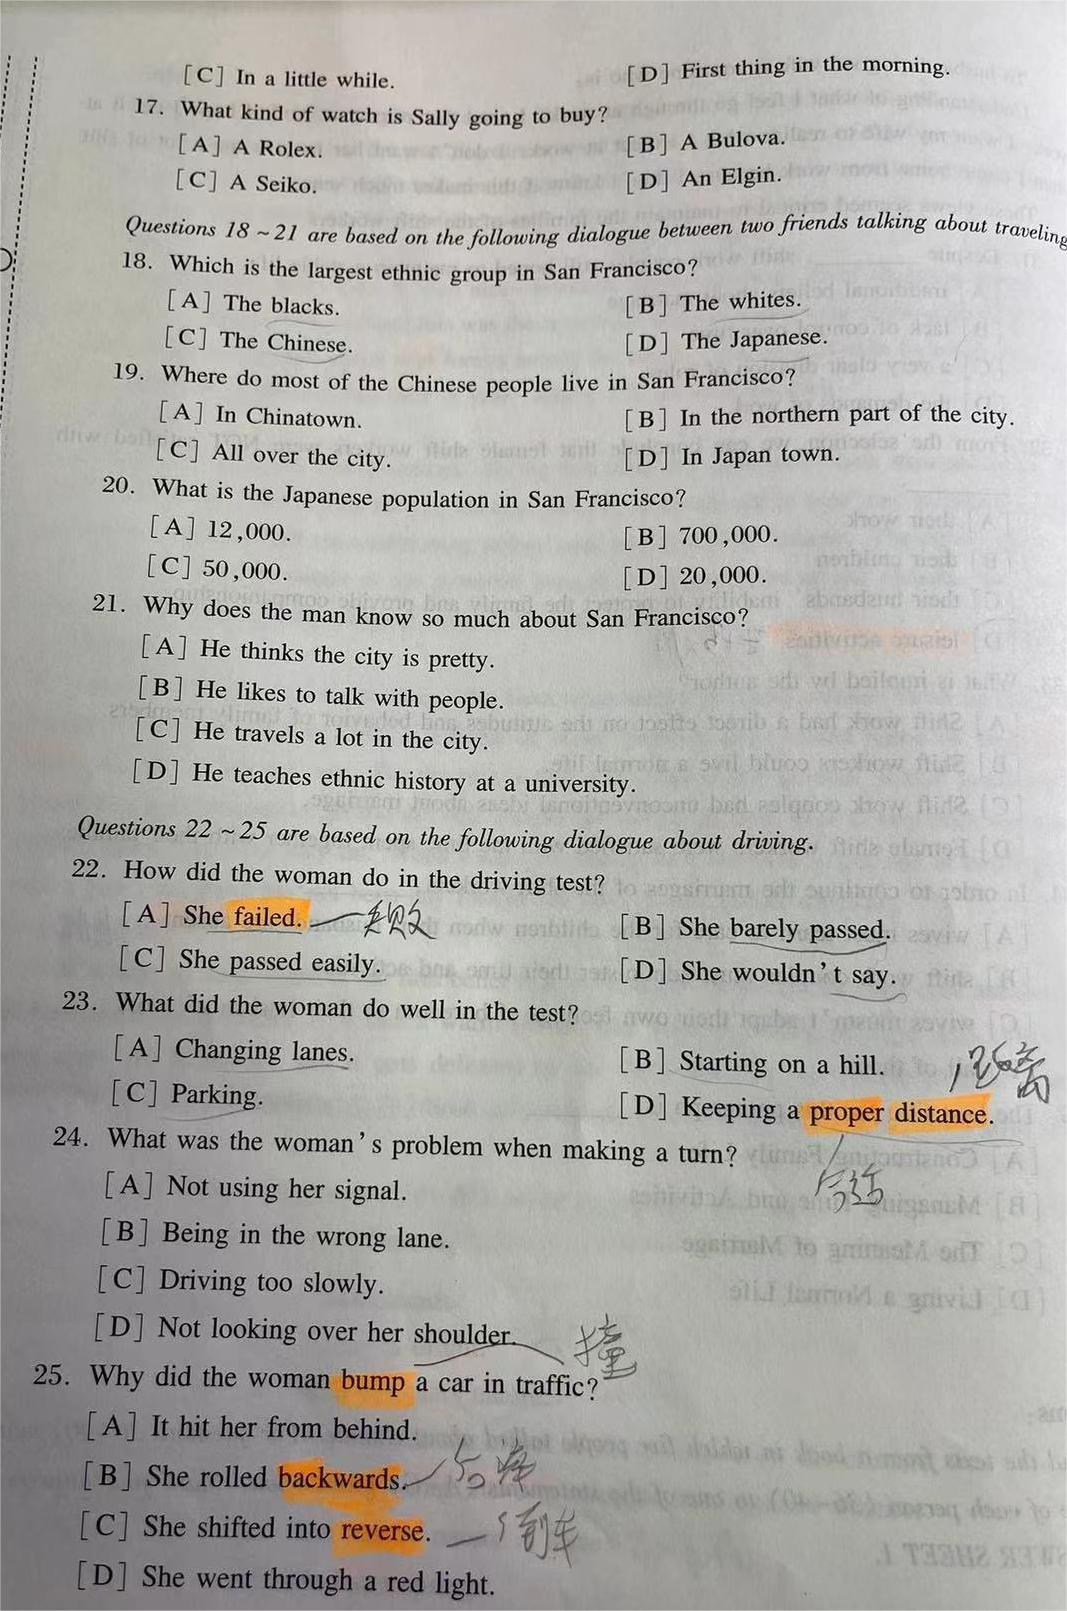 [C] In a little while.
[D] First thing in the morning.
17. What kind of watch is Sally going to buy?
[A] A Rolex.
[B] A Bulova.
[C] A Seiko.
[D] An Elgin.
Questions 18 ~ 21 are based on the following dialogue between two friends talking about traveling
18. Which is the largest ethnic group in San Francisco?
[A] The blacks.
[B] The whites.
[C] The Chinese.
[D] The Japanese.
19. Where do most of the Chinese people live in San Francisco?
[A] In Chinatown.
[B] In the northern part of the city.
[C] All over the city.
[D] In Japan town.
20. What is the Japanese population in San Francisco?
[A] 12,000.
[B] 700,000.
[C] 50,000.
[D] 20,000.
21. Why does the man know so much about San Francisco?
[A] He thinks the city is pretty.
[B] He likes to talk with people.
[C] He travels a lot in the city.
[D] He teaches ethnic history at a university.
Questions 22 ~ 25 are based on the following dialogue about driving.
22. How did the woman do in the driving test?
[A] She failed. 失败
[B] She barely passed.
[C] She passed easily.
[D] She wouldn't say.
23. What did the woman do well in the test?
[A] Changing lanes.
[B] Starting on a hill.
距离
[C] Parking.
[D] Keeping a proper distance.
24. What was the woman's problem when making a turn?
合适
[A] Not using her signal.
[B] Being in the wrong lane.
[C] Driving too slowly.
[D] Not looking over her shoulder.
撞
25. Why did the woman bump a car in traffic?
[A] It hit her from behind.
[B] She rolled backwards.
[C] She shifted into reverse. 倒车
[D] She went through a red light.